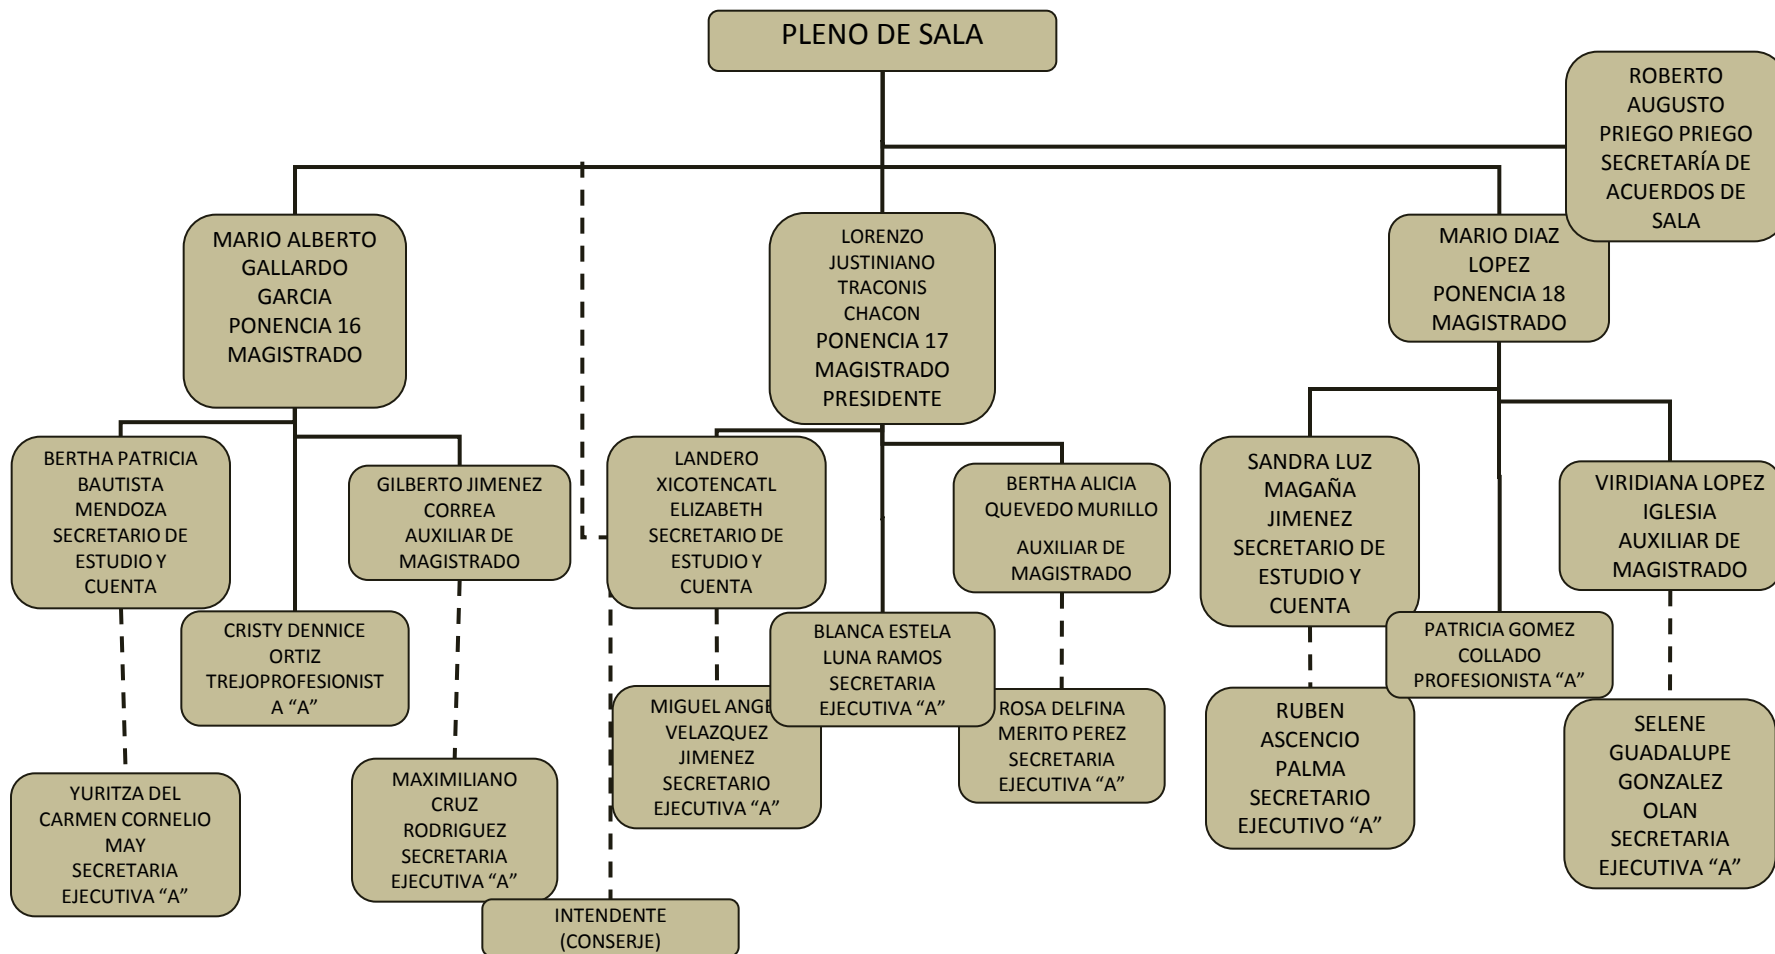 PLENO DE SALA
ROBERTO
AUGUSTO
PRIEGO PRIEGO
SECRETARÍA DE
ACUERDOS DE
SALA
MARIO ALBERTO
GALLARDO
GARCIA
PONENCIA 16
MAGISTRADO
LORENZO
JUSTINIANO
TRACONIS
CHACON
PONENCIA 17
MAGISTRADO
PRESIDENTE
MARIO DIAZ
LOPEZ
PONENCIA 18
MAGISTRADO
BERTHA PATRICIA
BAUTISTA
MENDOZA
SECRETARIO DE
ESTUDIO Y
CUENTA
GILBERTO JIMENEZ
CORREA
AUXILIAR DE
MAGISTRADO
LANDERO
XICOTENCATL
ELIZABETH
SECRETARIO DE
ESTUDIO Y
CUENTA
BERTHA ALICIA
QUEVEDO MURILLO
AUXILIAR DE
MAGISTRADO
SANDRA LUZ
MAGAÑA
JIMENEZ
SECRETARIO DE
ESTUDIO Y
CUENTA
VIRIDIANA LOPEZ
IGLESIA
AUXILIAR DE
MAGISTRADO
CRISTY DENNICE
ORTIZ
TREJOPROFESIONIST
A “A”
BLANCA ESTELA
LUNA RAMOS
SECRETARIA
EJECUTIVA “A”
PATRICIA GOMEZ
COLLADO
PROFESIONISTA “A”
YURITZA DEL
CARMEN CORNELIO
MAY
SECRETARIA
EJECUTIVA “A”
MAXIMILIANO
CRUZ
RODRIGUEZ
SECRETARIA
EJECUTIVA “A”
MIGUEL ANGE
VELAZQUEZ
JIMENEZ
SECRETARIO
EJECUTIVA “A”
ROSA DELFINA
MERITO PEREZ
SECRETARIA
EJECUTIVA “A”
RUBEN
ASCENCIO
PALMA
SECRETARIO
EJECUTIVO “A”
SELENE
GUADALUPE
GONZALEZ
OLAN
SECRETARIA
EJECUTIVA “A”
INTENDENTE
(CONSERJE)